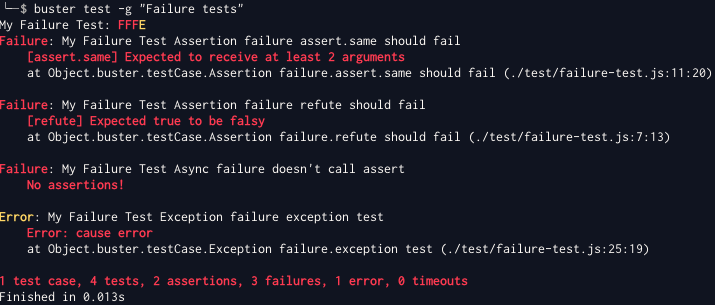 ╰─$ buster test -g "Failure tests"
My Failure Test: FFFE
Failure: My Failure Test Assertion failure assert.same should fail
[assert.same] Expected to receive at least 2 arguments
at Object.buster.testCase.Assertion failure.assert.same should fail (./test/failure-test.js:11:20)
Failure: My Failure Test Assertion failure refute should fail
[refute] Expected true to be falsy
at Object.buster.testCase.Assertion failure.refute should fail (./test/failure-test.js:7:13)
Failure: My Failure Test Async failure doesn't call assert
No assertions!
Error: My Failure Test Exception failure exception test
Error: cause error
at Object.buster.testCase.Exception failure.exception test (./test/failure-test.js:25:19)
1 test case, 4 tests, 2 assertions, 3 failures, 1 error, 0 timeouts
Finished in 0.013s